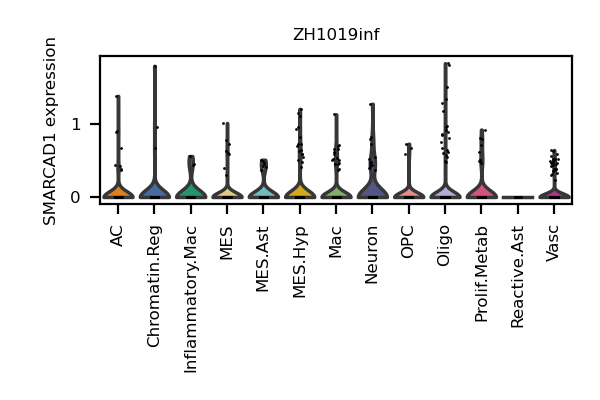 ZH1019inf
SMARCAD1 expression
1
0
AC
Chromatin.Reg
Inflammatory.Mac
MES
MES.Ast
MES.Hyp
Mac
Neuron
OPC
Oligo
Prolif.Metab
Reactive.Ast
Vasc